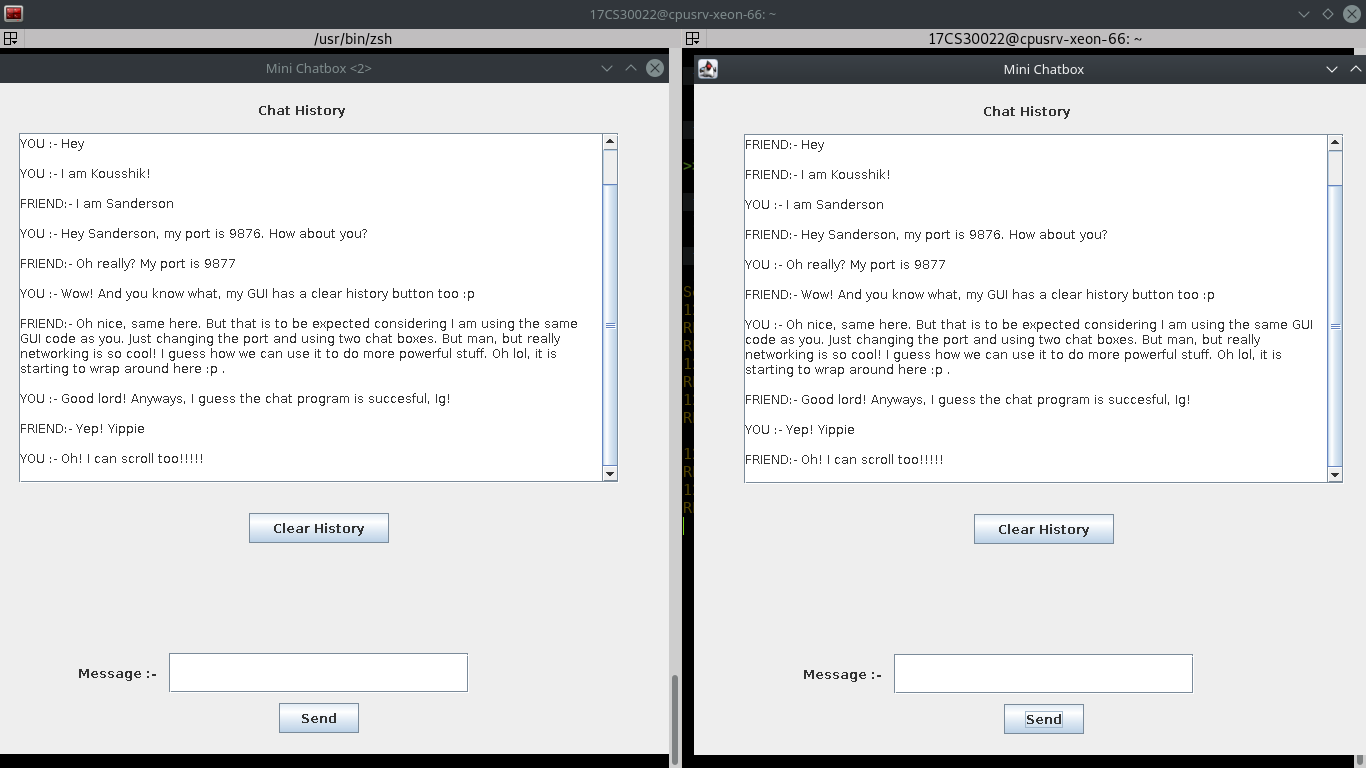 17CS30022@cpusrv-xeon-66: ~
/usr/bin/zsh
17CS30022@cpusrv-xeon-66: ~
Mini Chatbox <2>
Chat History
YOU :- Hey
YOU :- I am Kousshik!
FRIEND:- I am Sanderson
YOU :- Hey Sanderson, my port is 9876. How about you?
FRIEND:- Oh really? My port is 9877
YOU :- Wow! And you know what, my GUI has a clear history button too :p
FRIEND:- Oh nice, same here. But that is to be expected considering I am using the same
GUI code as you. Just changing the port and using two chat boxes. But man, but really
networking is so cool! I guess how we can use it to do more powerful stuff. Oh lol, it is
starting to wrap around here :p .
YOU :- Good lord! Anyways, I guess the chat program is succesful, Ig!
FRIEND:- Yep! Yippie
YOU :- Oh! I can scroll too!!!!!
Clear History
Message :-
Send
Mini Chatbox
Chat History
FRIEND:- Hey
FRIEND:- I am Kousshik!
YOU :- I am Sanderson
FRIEND:- Hey Sanderson, my port is 9876. How about you?
YOU :- Oh really? My port is 9877
FRIEND:- Wow! And you know what, my GUI has a clear history button too :p
YOU :- Oh nice, same here. But that is to be expected considering I am using the same GUI
code as you. Just changing the port and using two chat boxes. But man, but really
networking is so cool! I guess how we can use it to do more powerful stuff. Oh lol, it is
starting to wrap around here :p .
FRIEND:- Good lord! Anyways, I guess the chat program is succesful, Ig!
YOU :- Yep! Yippie
FRIEND:- Oh! I can scroll too!!!!!
Clear History
Message :-
Send